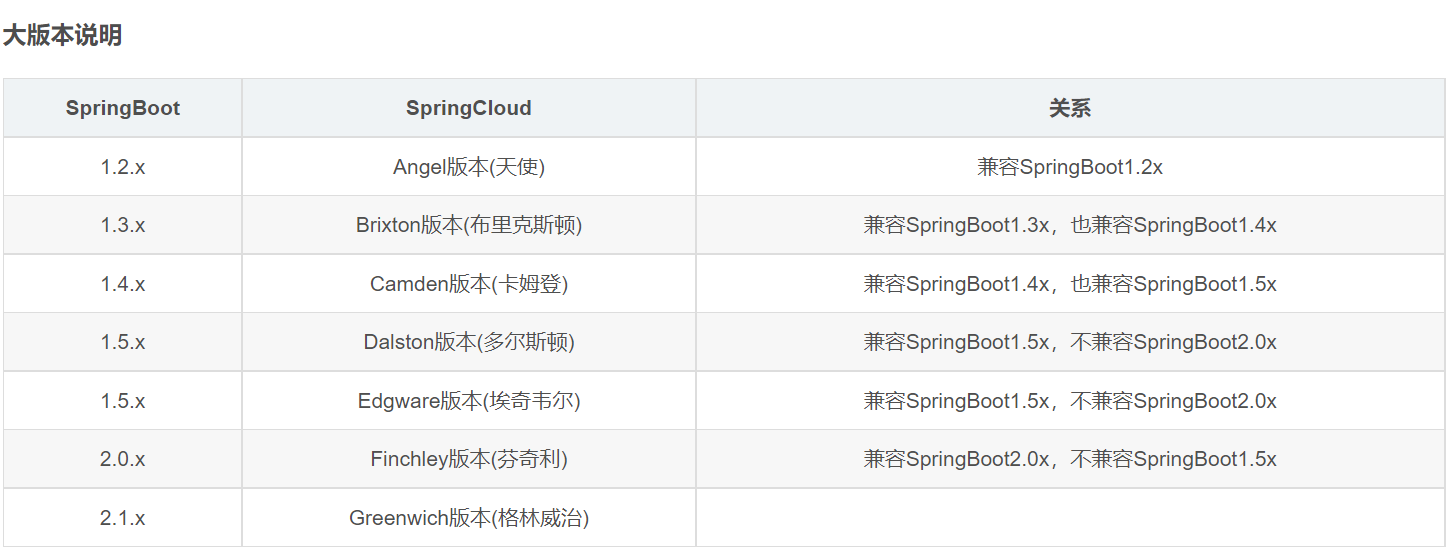 大版本说明
SpringBoot SpringCloud 关系
1.2.x Angel版本(天使) 兼容SpringBoot1.2x
1.3.x Brixton版本(布里克斯顿) 兼容SpringBoot1.3x，也兼容SpringBoot1.4x
1.4.x Camden版本(卡姆登) 兼容SpringBoot1.4x，也兼容SpringBoot1.5x
1.5.x Dalston版本(多尔斯顿) 兼容SpringBoot1.5x，不兼容SpringBoot2.0x
1.5.x Edgware版本(埃奇韦尔) 兼容SpringBoot1.5x，不兼容SpringBoot2.0x
2.0.x Finchley版本(芬奇利) 兼容SpringBoot2.0x，不兼容SpringBoot1.5x
2.1.x Greenwich版本(格林威治)